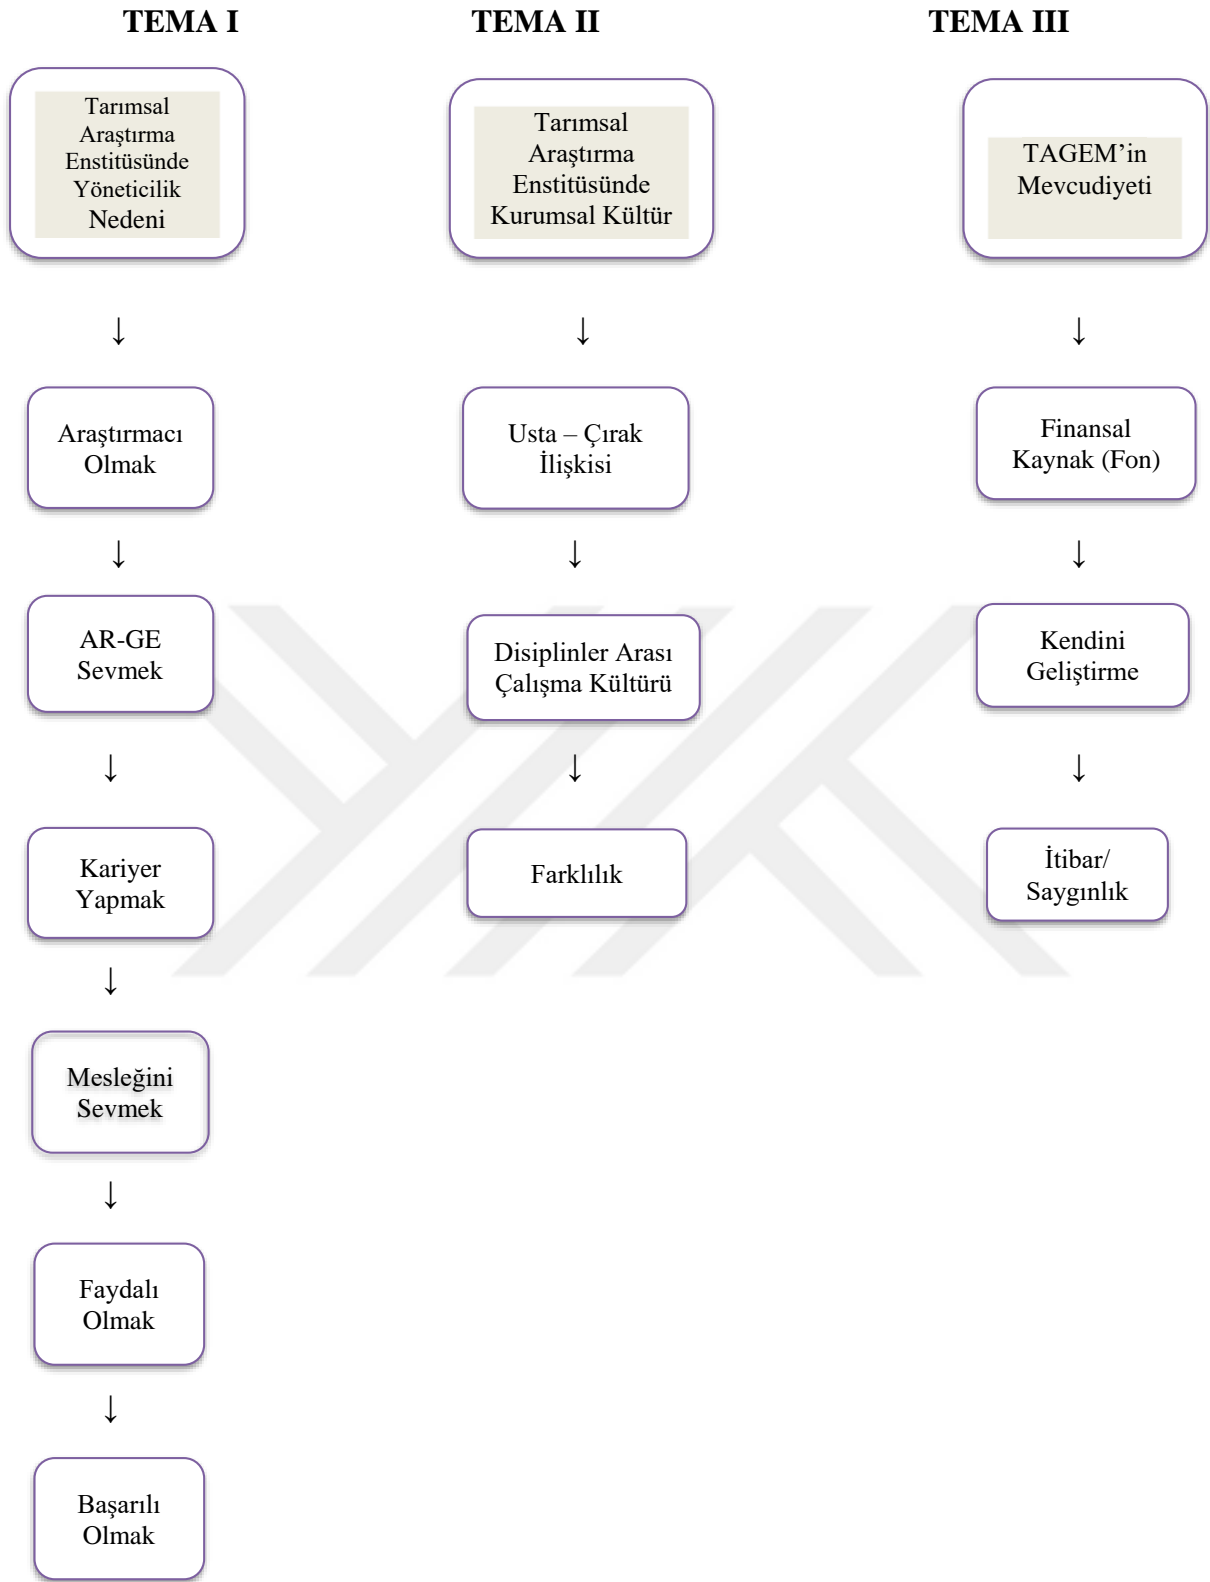 TEMA I
TEMA II
TEMA III
Tarımsal
Araştırma
Enstitüsünde
Yöneticilik
Nedeni
Tarımsal
Araştırma
Enstitüsünde
Kurumsal Kültür
TAGEM’in
Mevcudiyeti
↓
↓
↓
Araştırmacı
Olmak
Usta – Çırak
İlişkisi
Finansal
Kaynak (Fon)
↓
↓
↓
AR-GE
Sevmek
Disiplinler Arası
Çalışma Kültürü
Kendini
Geliştirme
↓
↓
↓
Kariyer
Yapmak
Farklılık
İtibar/
Saygınlık
↓
Mesleğini
Sevmek
↓
Faydalı
Olmak
↓
Başarılı
Olmak